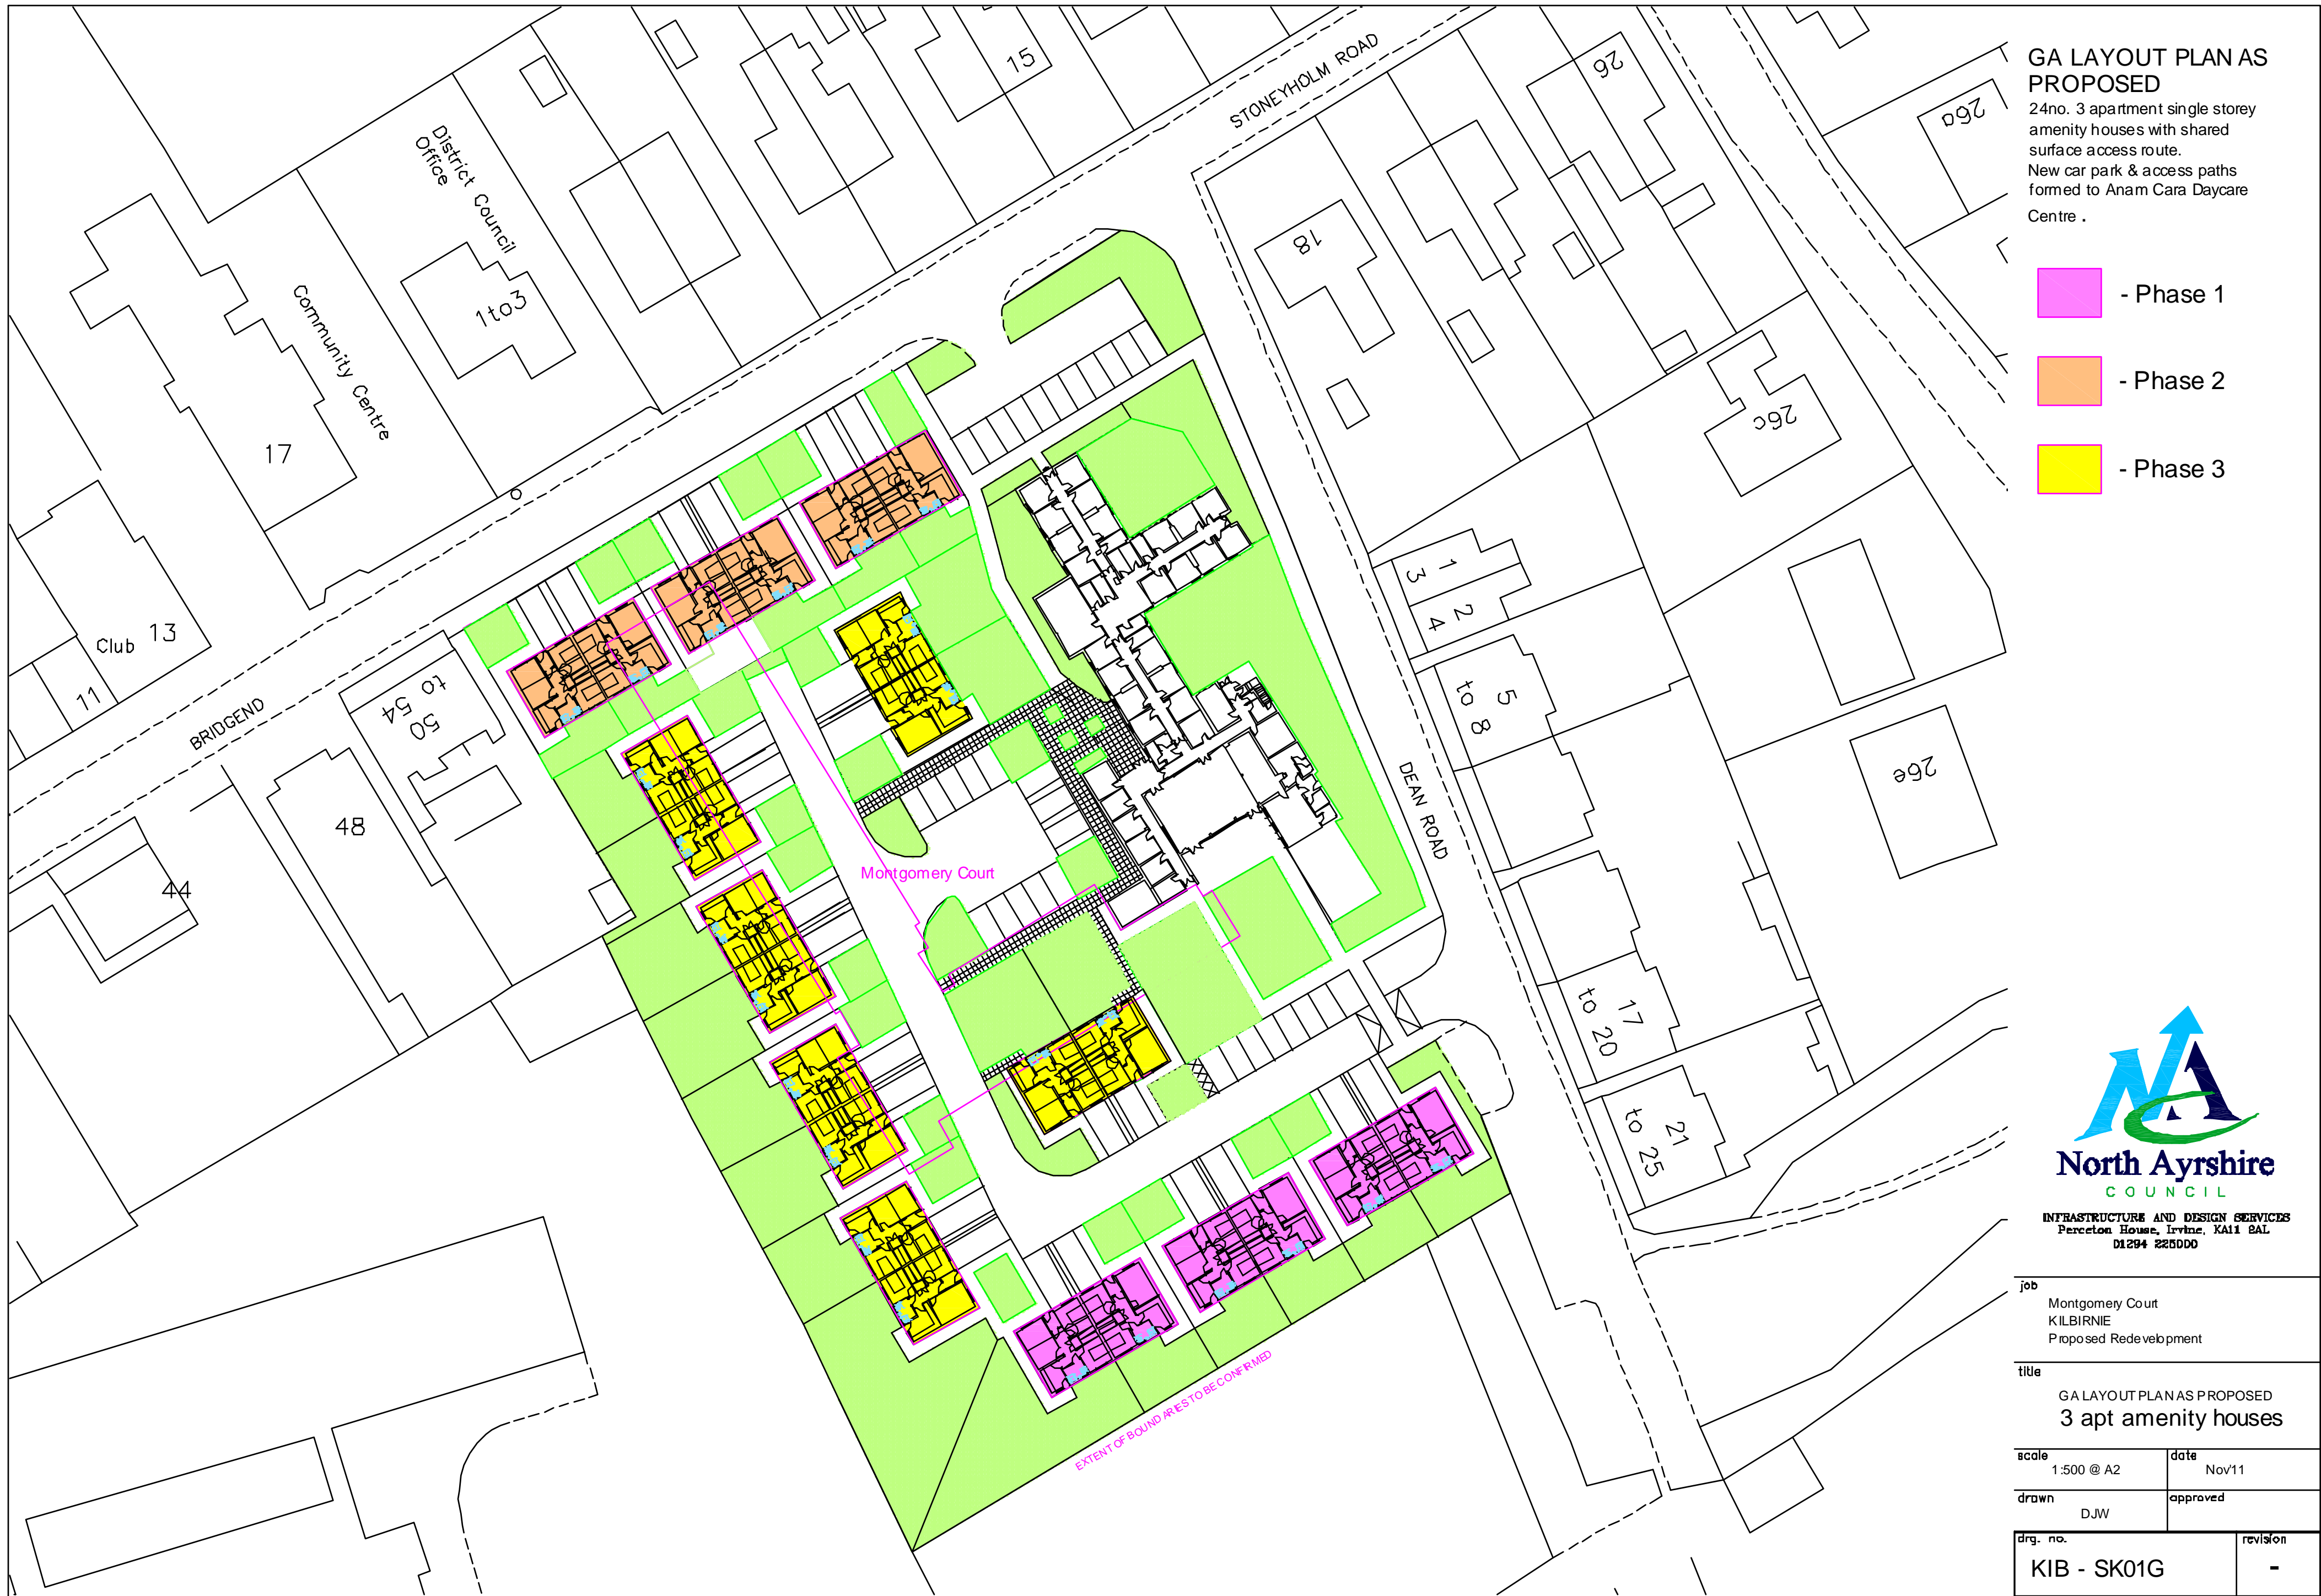 GA LAYOUT PLAN AS
PROPOSED
24no. 3 apartment single storey
amenity houses with shared
surface access route.
New car park & access paths
formed to Anam Cara Daycare
Centre .
- Phase 1
- Phase 2
- Phase 3
15
STONEYHOLM ROAD
26
26a
District Council
Office
1to3
18
Community Centre
17
26c
Club 13
11
BRIDGEND
50
to 54
48
44
1
3
2
4
5
to 8
26e
DEAN ROAD
Montgomery Court
17
to 20
21
to 25
EXTENT OF BOUNDARIES TO BE CONFIRMED
NA
North Ayrshire
COUNCIL
INFRASTRUCTURE AND DESIGN SERVICES
Perceton House, Irvine, KA11 2AL
01294 225000
job
Montgomery Court
KILBIRNIE
Proposed Redevelopment
title
GA LAYOUT PLAN AS PROPOSED
3 apt amenity houses
scale
1:500 @ A2
date
Nov'11
drawn
DJW
approved
drg. no.
KIB - SK01G
revision
-